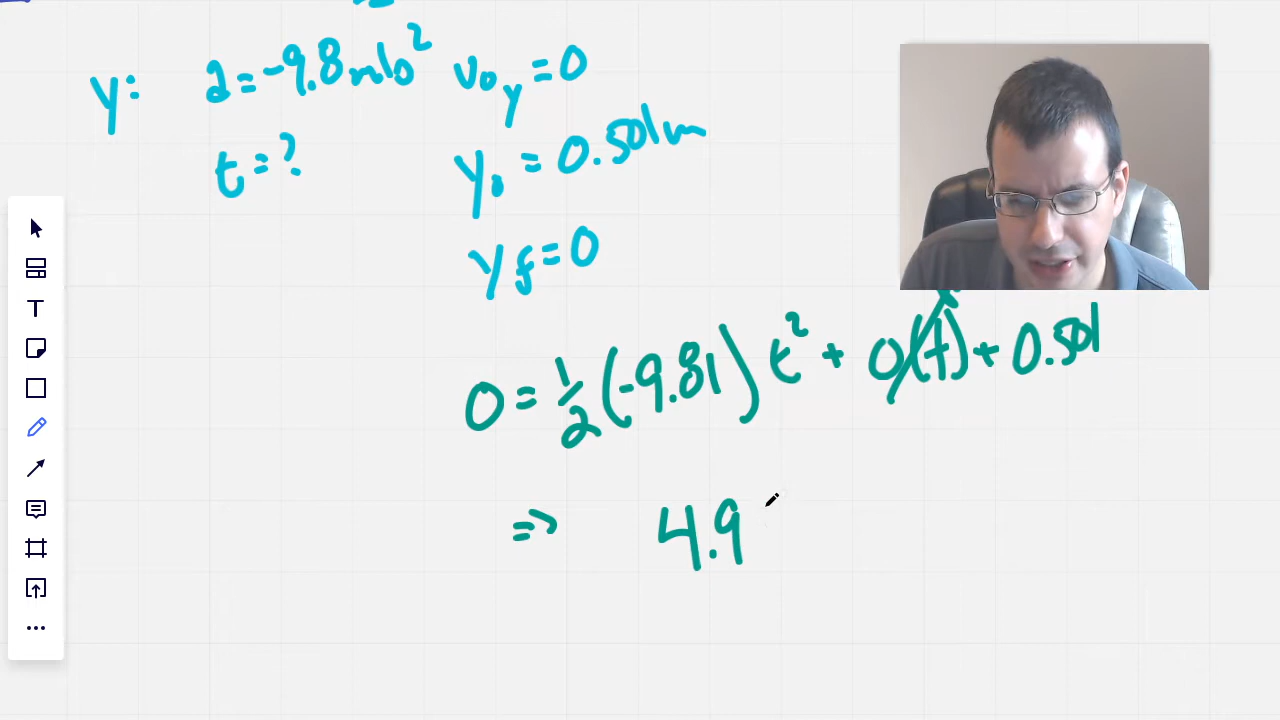 y: a = -9.8 m/s² v₀y = 0
t = ? y₀ = 0.501m
yf = 0
0 = 1/2 (-9.81) t² + 0(t) + 0.501
=> 4.9
T